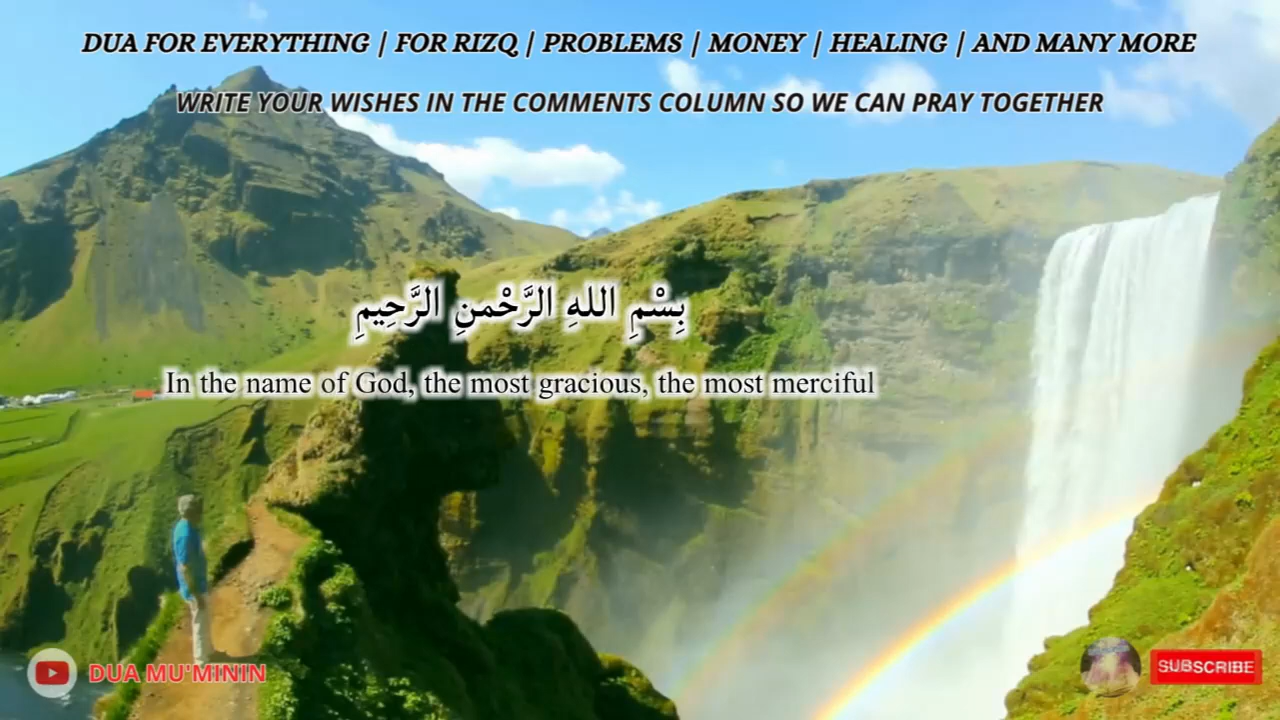 DUA FOR EVERYTHING | FOR RIZQ | PROBLEMS | MONEY | HEALING | AND MANY MORE
WRITE YOUR WISHES IN THE COMMENTS COLUMN SO WE CAN PRAY TOGETHER
بِسْمِ اللهِ الرَّحْمنِ الرَّحِيمِ
In the name of God, the most gracious, the most merciful
DUA MU'MININ
SUBSCRIBE